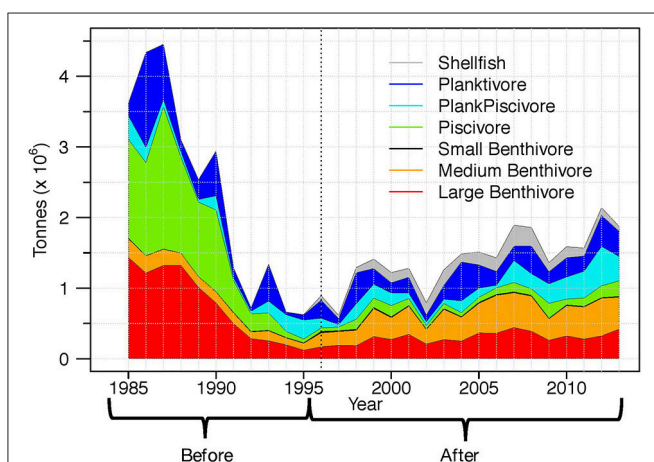 Tonnes (x 10⁶)
4
3
2
1
0
Shellfish
Planktivore
PlankPiscivore
Piscivore
Small Benthivore
Medium Benthivore
Large Benthivore
1985 1990 1995 2000 2005 2010
Year
Before After